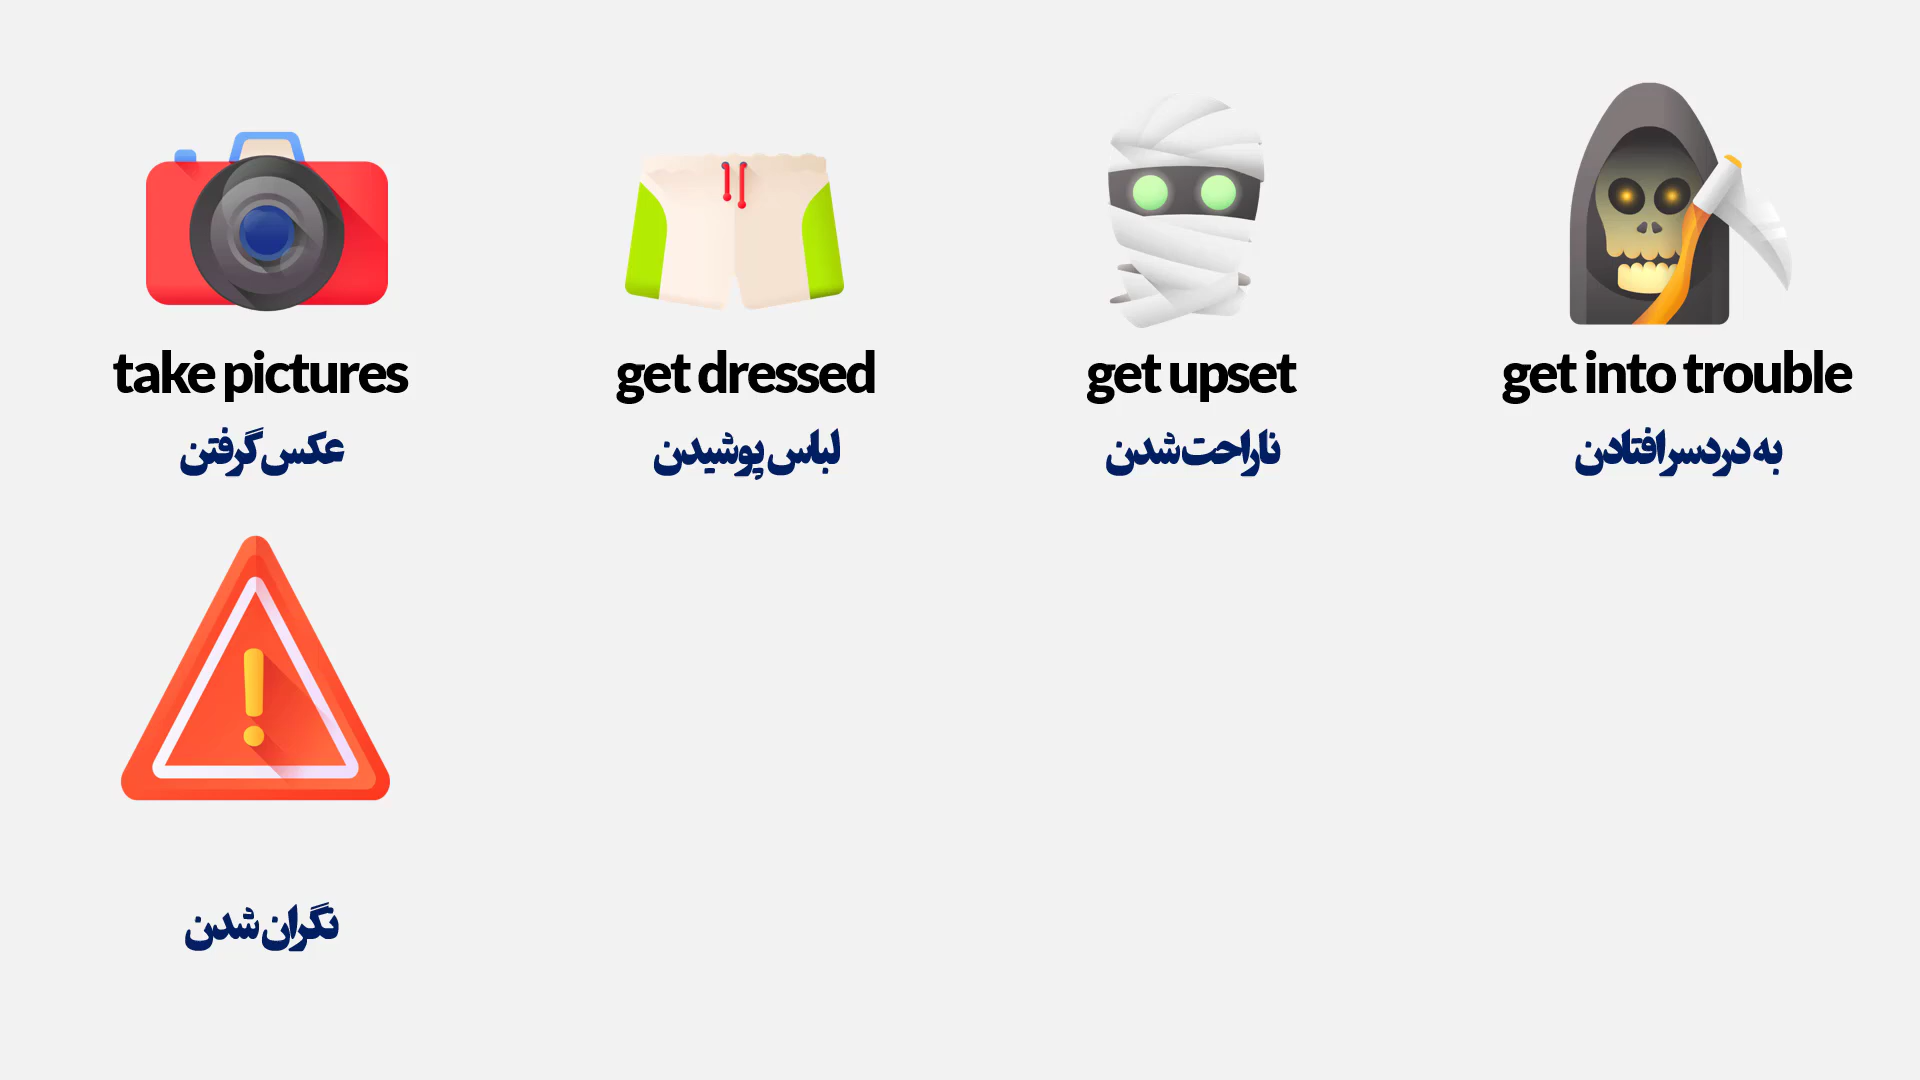 take pictures
عکس گرفتن
get dressed
لباس پوشیدن
get upset
ناراحت شدن
get into trouble
به دردسر افتادن
نگران شدن